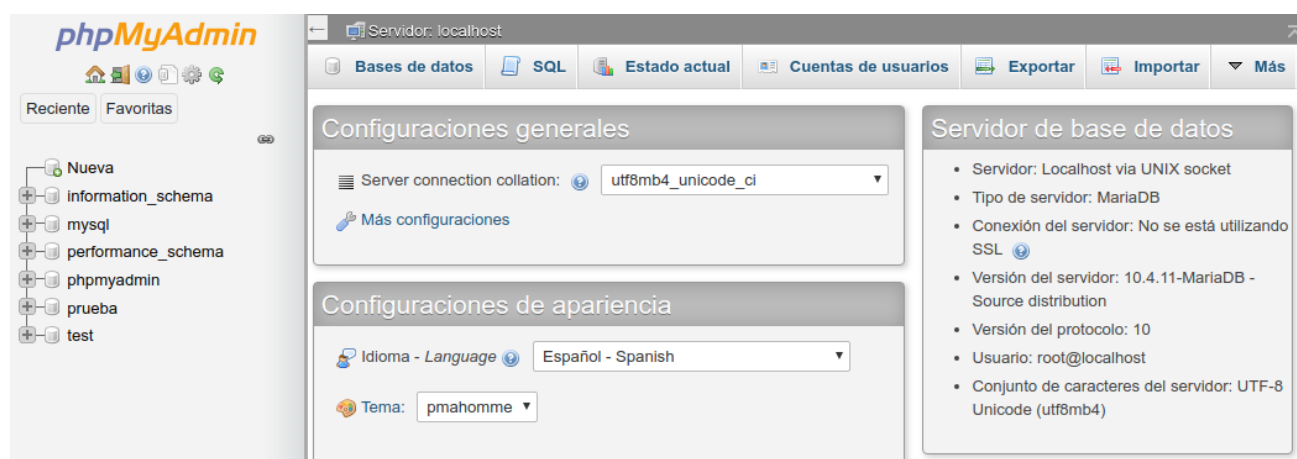 phpMyAdmin
Reciente Favoritas
Nueva
information_schema
mysql
performance_schema
phpmyadmin
prueba
test
Servidor: localhost
Bases de datos SQL Estado actual Cuentas de usuarios Exportar Importar Más
Configuraciones generales
Server connection collation: utf8mb4_unicode_ci
Más configuraciones
Configuraciones de apariencia
Idioma - Language Español - Spanish
Tema: pmahomme
Servidor de base de datos
• Servidor: Localhost via UNIX socket
• Tipo de servidor: MariaDB
• Conexión del servidor: No se está utilizando
SSL
• Versión del servidor: 10.4.11-MariaDB -
Source distribution
• Versión del protocolo: 10
• Usuario: root@localhost
• Conjunto de caracteres del servidor: UTF-8
Unicode (utf8mb4)